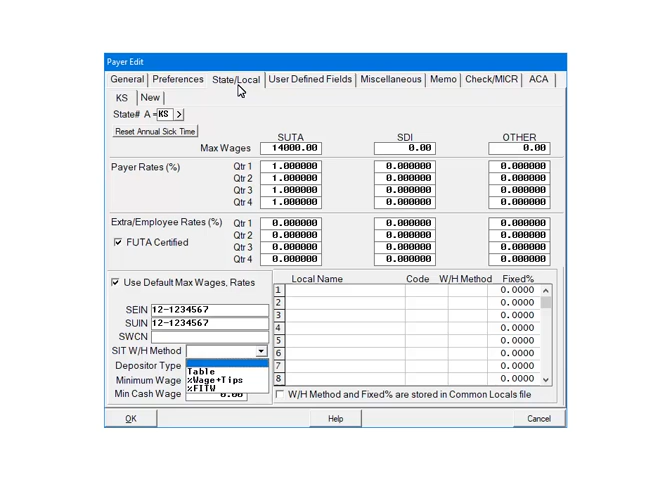 Payer Edit
General Preferences State/Local User Defined Fields Miscellaneous Memo Check/MICR ACA
KS New
State# A = KS >
Reset Annual Sick Time
SUTA SDI OTHER
Max Wages 14000.00 0.00 0.00
Payer Rates (%) Qtr 1 1.000000 0.000000 0.000000
Qtr 2 1.000000 0.000000 0.000000
Qtr 3 1.000000 0.000000 0.000000
Qtr 4 1.000000 0.000000 0.000000
Extra/Employee Rates (%) Qtr 1 0.000000 0.000000 0.000000
Qtr 2 0.000000 0.000000 0.000000
FUTA Certified
Qtr 3 0.000000 0.000000 0.000000
Qtr 4 0.000000 0.000000 0.000000
Use Default Max Wages, Rates
SEIN 12-1234567
SUIN 12-1234567
SWCN
SIT W/H Method
Depositor Type
Table
Minimum Wage %Wage+Tips
%FITW
Min Cash Wage 0.00
Local Name Code W/H Method Fixed%
1 0.0000
2 0.0000
3 0.0000
4 0.0000
5 0.0000
6 0.0000
7 0.0000
8 0.0000
W/H Method and Fixed% are stored in Common Locals file
OK Help Cancel